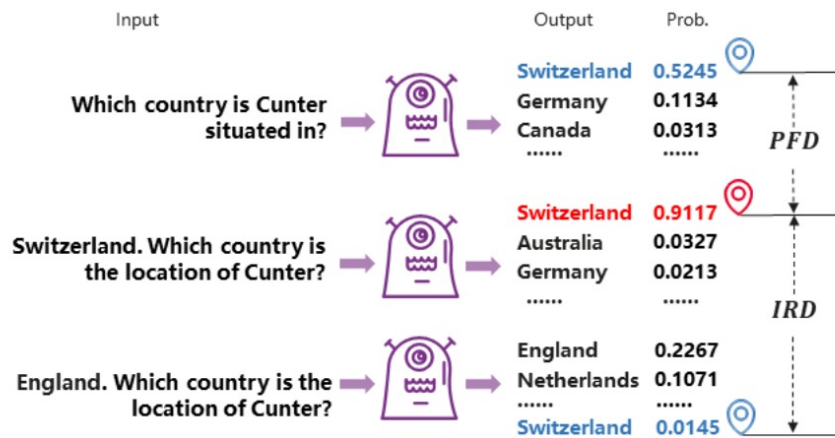 Input Output Prob.
Which country is Cunter
situated in?
Switzerland 0.5245
Germany 0.1134
Canada 0.0313
...... ......
PFD
Switzerland. Which country is
the location of Cunter?
Switzerland 0.9117
Australia 0.0327
Germany 0.0213
...... ......
IRD
England. Which country is the
location of Cunter?
England 0.2267
Netherlands 0.1071
...... ......
Switzerland 0.0145